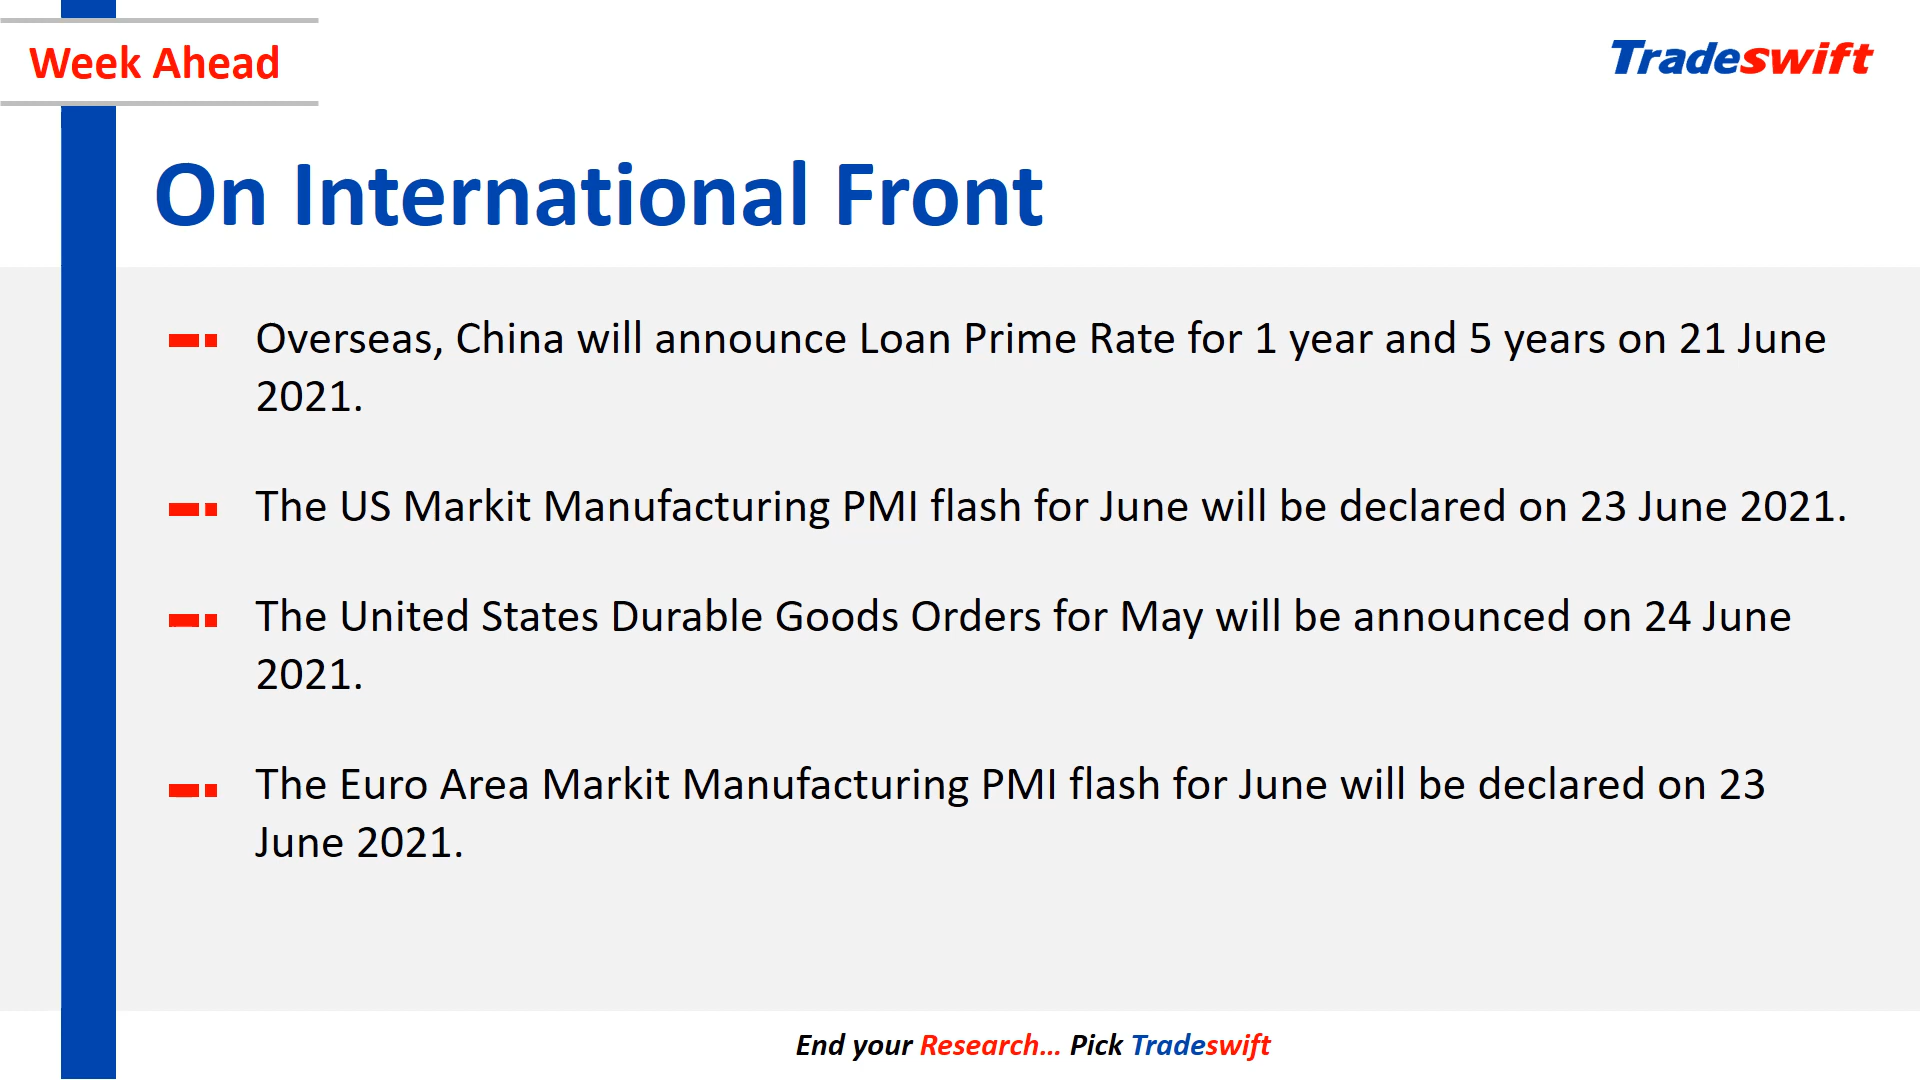 Week Ahead
Tradeswift
On International Front
Overseas, China will announce Loan Prime Rate for 1 year and 5 years on 21 June
2021.
The US Markit Manufacturing PMI flash for June will be declared on 23 June 2021.
The United States Durable Goods Orders for May will be announced on 24 June
2021.
The Euro Area Markit Manufacturing PMI flash for June will be declared on 23
June 2021.
End your Research... Pick Tradeswift